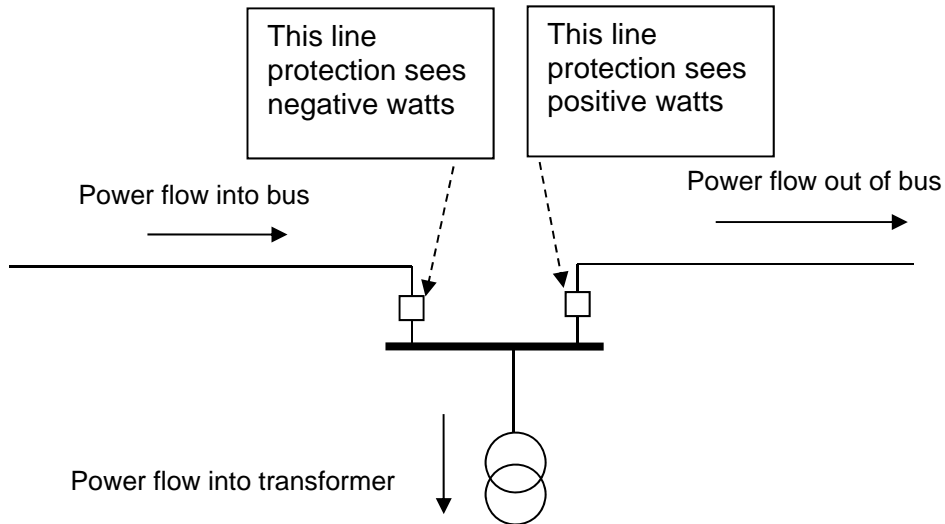 This line
protection sees
negative watts
This line
protection sees
positive watts
Power flow into bus
Power flow out of bus
Power flow into transformer